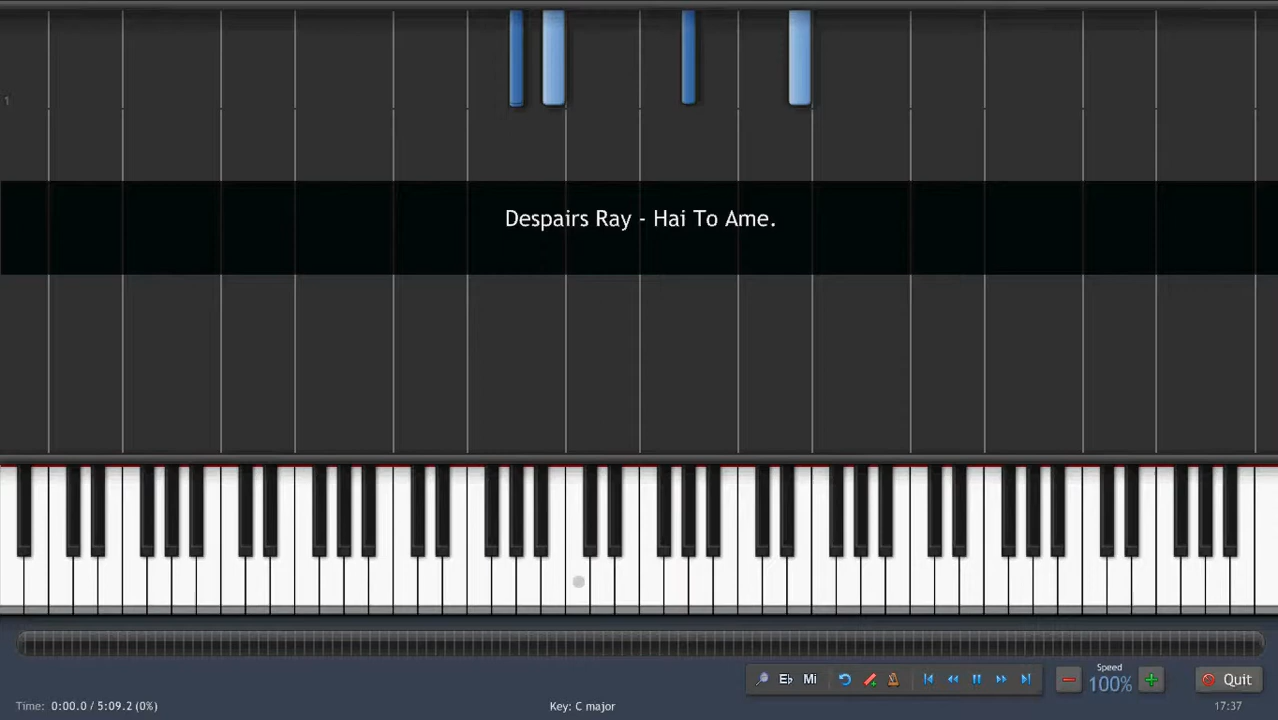 1
Despairs Ray - Hai To Ame.
Speed
E♭ Mi 100% Quit
Time: 0:00.0 / 5:09.2 (0%) Key: C major 17:37